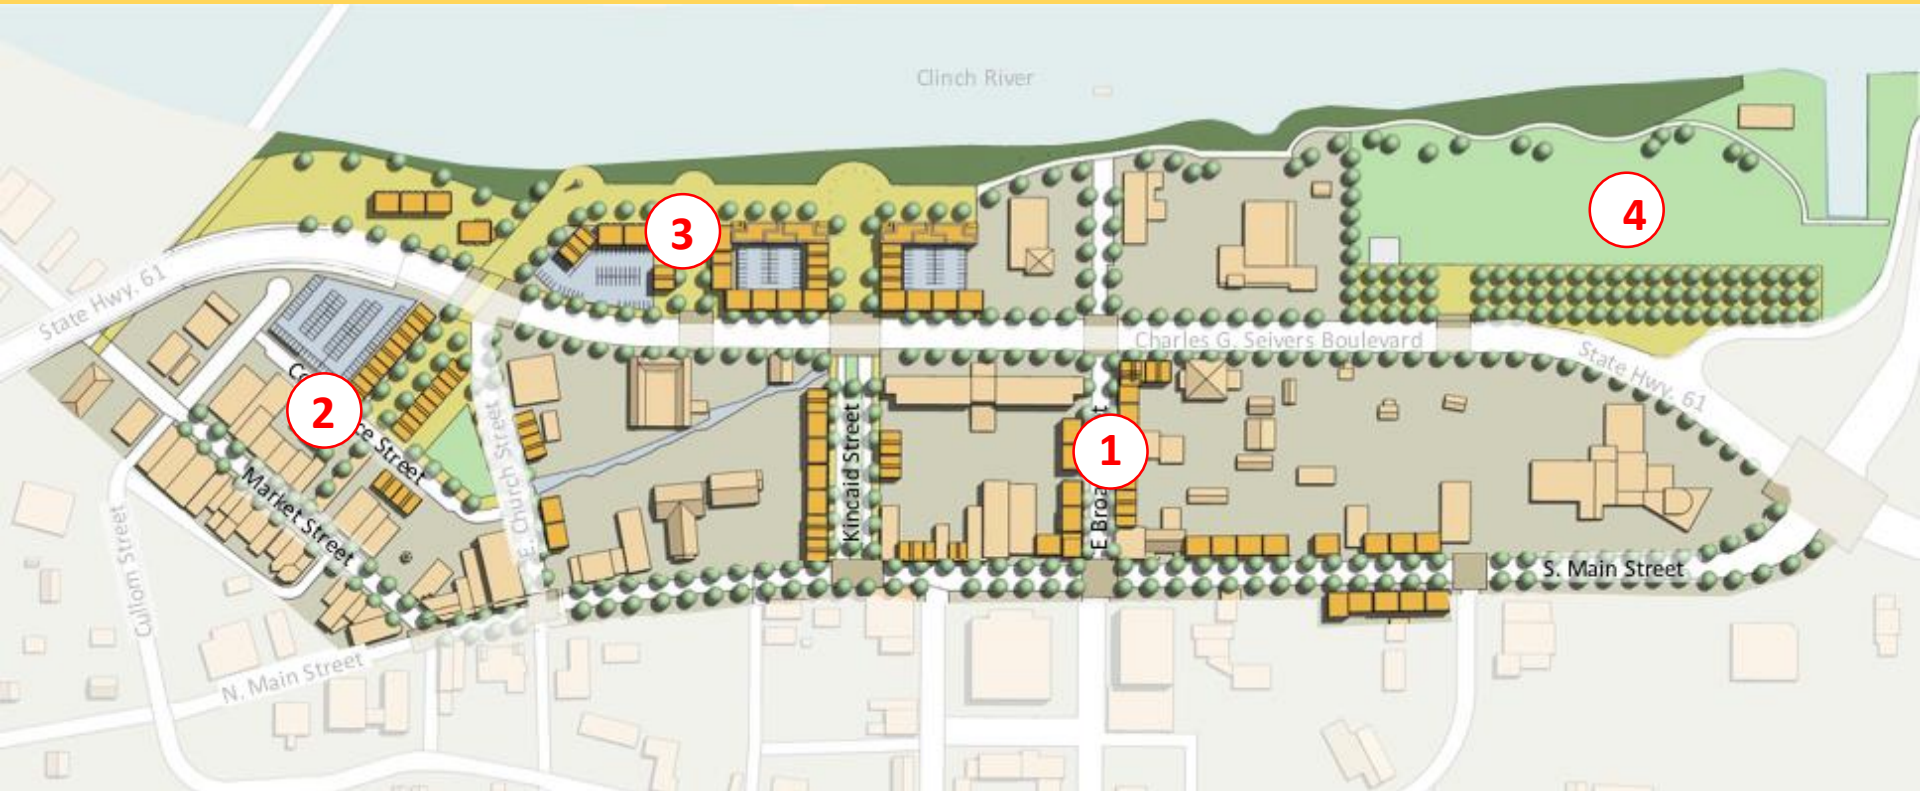 Clinch River
3
4
State Hwy. 61
Charles G. Seivers Boulevard
State Hwy. 61
2
Street
1
Kincaid Street
E. Church Street
Market Street
S. Main Street
Cullom Street
N. Main Street